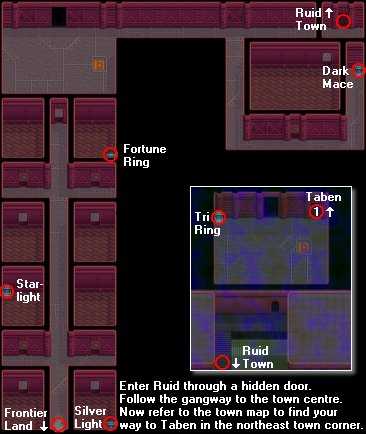 Ruid ↑
Town
Dark
Mace
Fortune
Ring
Taben
1 ↑
Tri
Ring
Star-
light
Ruid
↓ Town
Frontier
Land ↓
Silver
Light
Enter Ruid through a hidden door.
Follow the gangway to the town centre.
Now refer to the town map to find your
way to Taben in the northeast town corner.